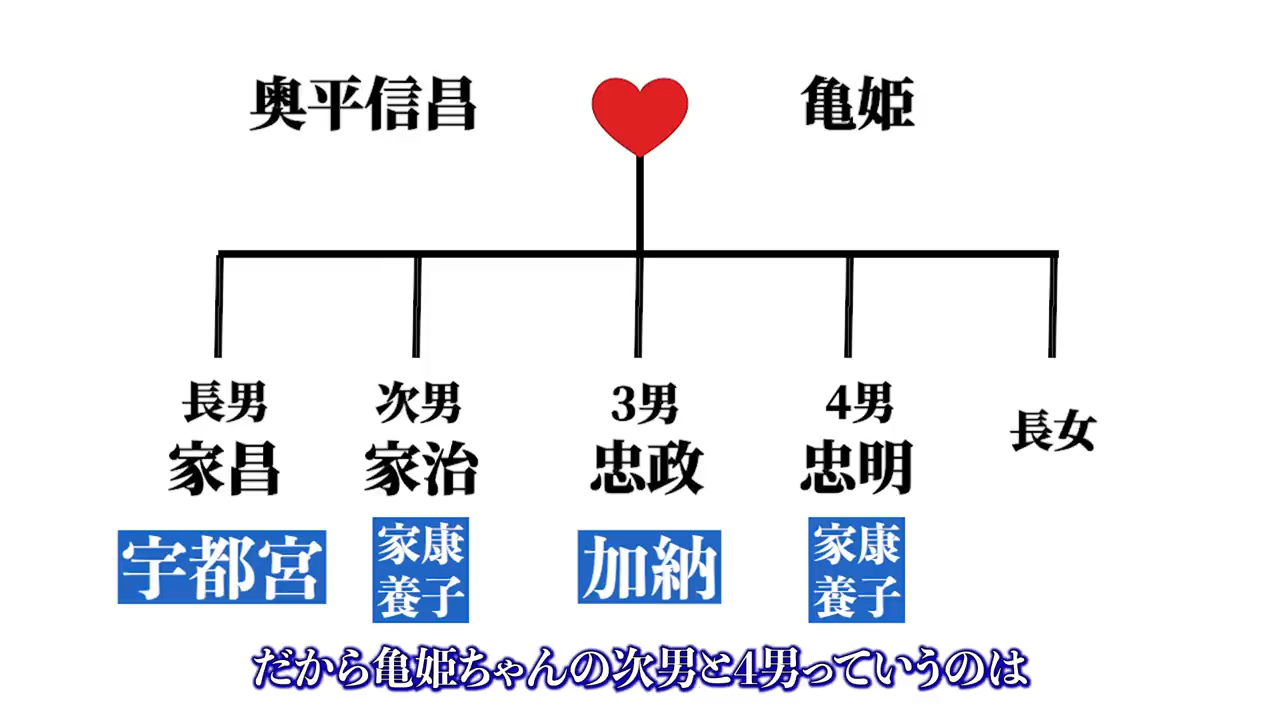 奥平信昌
亀姫
長男
家昌
宇都宮
次男
家治
家康
養子
3男
忠政
加納
4男
忠明
家康
養子
長女
だから亀姫ちゃんの次男と4男っていうのは